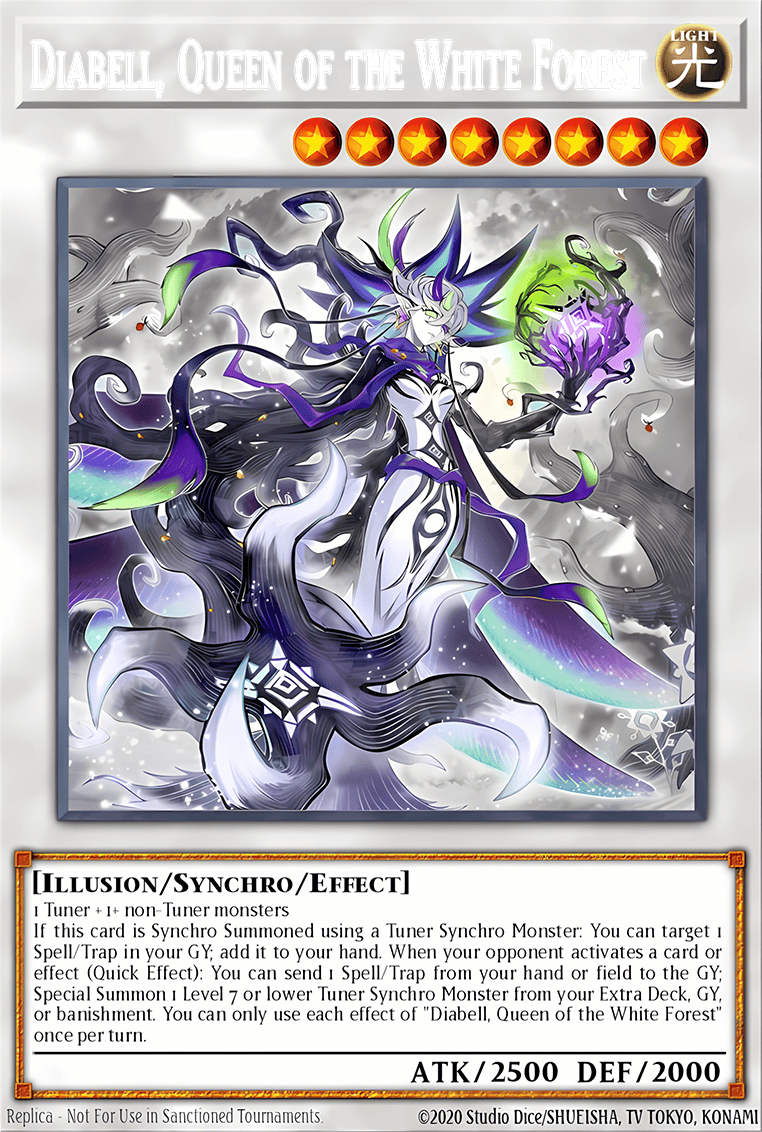 Diabell, Queen of the White Forest
LIGHT
光
[Illusion/Synchro/Effect]
1 Tuner + 1+ non-Tuner monsters
If this card is Synchro Summoned using a Tuner Synchro Monster: You can target 1
Spell/Trap in your GY; add it to your hand. When your opponent activates a card or
effect (Quick Effect): You can send 1 Spell/Trap from your hand or field to the GY;
Special Summon 1 Level 7 or lower Tuner Synchro Monster from your Extra Deck, GY,
or banishment. You can only use each effect of "Diabell, Queen of the White Forest"
once per turn.
ATK/2500 DEF/2000
Replica - Not For Use in Sanctioned Tournaments.
©2020 Studio Dice/SHUEISHA, TV TOKYO, KONAMI